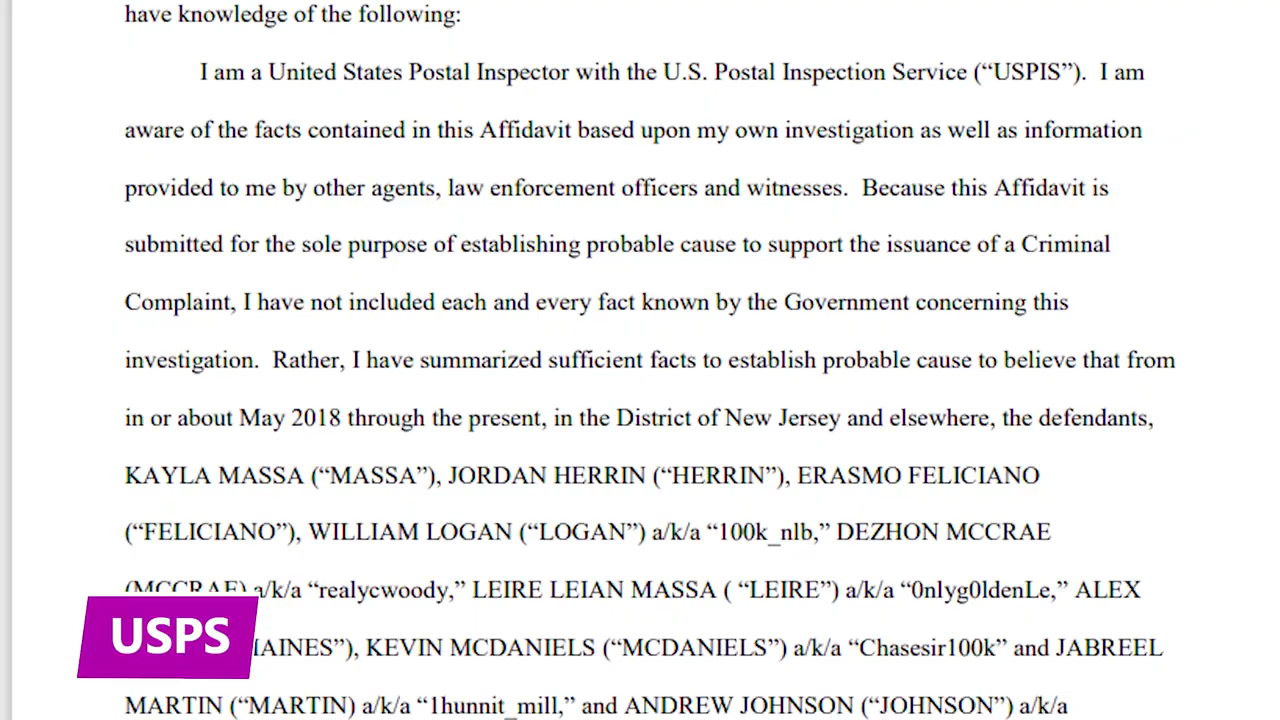 have knowledge of the following:
I am a United States Postal Inspector with the U.S. Postal Inspection Service (“USPIS”). I am
aware of the facts contained in this Affidavit based upon my own investigation as well as information
provided to me by other agents, law enforcement officers and witnesses. Because this Affidavit is
submitted for the sole purpose of establishing probable cause to support the issuance of a Criminal
Complaint, I have not included each and every fact known by the Government concerning this
investigation. Rather, I have summarized sufficient facts to establish probable cause to believe that from
in or about May 2018 through the present, in the District of New Jersey and elsewhere, the defendants,
KAYLA MASSA (“MASSA”), JORDAN HERRIN (“HERRIN”), ERASMO FELICIANO
(“FELICIANO”), WILLIAM LOGAN (“LOGAN”) a/k/a “100k_nlb,” DEZHON MCCRAE
(MCCRAE) a/k/a “realycwoody,” LEIRE LEIAN MASSA ( “LEIRE”) a/k/a “0nlyg0ldenLe,” ALEX
AINES”), KEVIN MCDANIELS (“MCDANIELS”) a/k/a “Chasesir100k” and JABREEL
MARTIN (“MARTIN) a/k/a “1hunnit_mill,” and ANDREW JOHNSON (“JOHNSON”) a/k/a
USPS